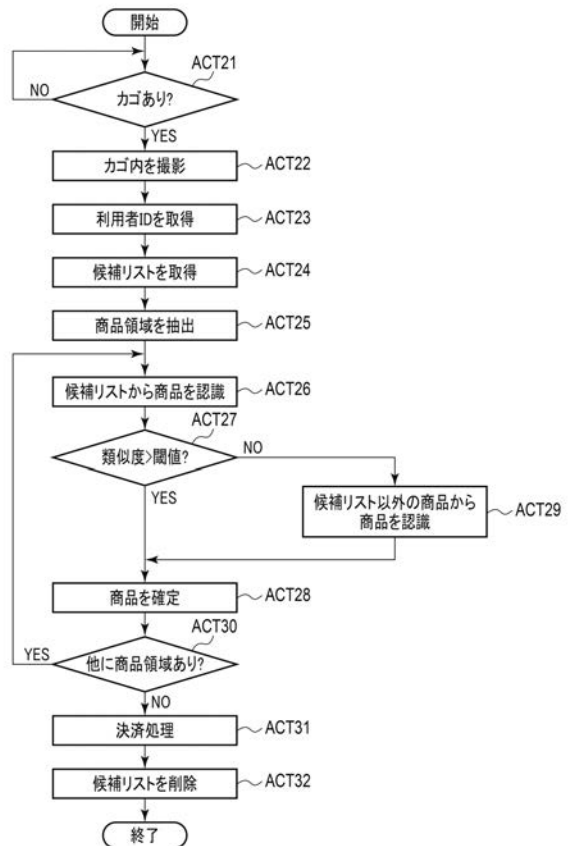 開始
ACT21
カゴあり?
NO
YES
カゴ内を撮影
ACT22
利用者IDを取得
ACT23
候補リストを取得
ACT24
商品領域を抽出
ACT25
候補リストから商品を認識
ACT26
ACT27
類似度>閾値?
NO
YES
候補リスト以外の商品から
商品を認識
ACT29
商品を確定
ACT28
ACT30
YES
他に商品領域あり?
NO
決済処理
ACT31
候補リストを削除
ACT32
終了